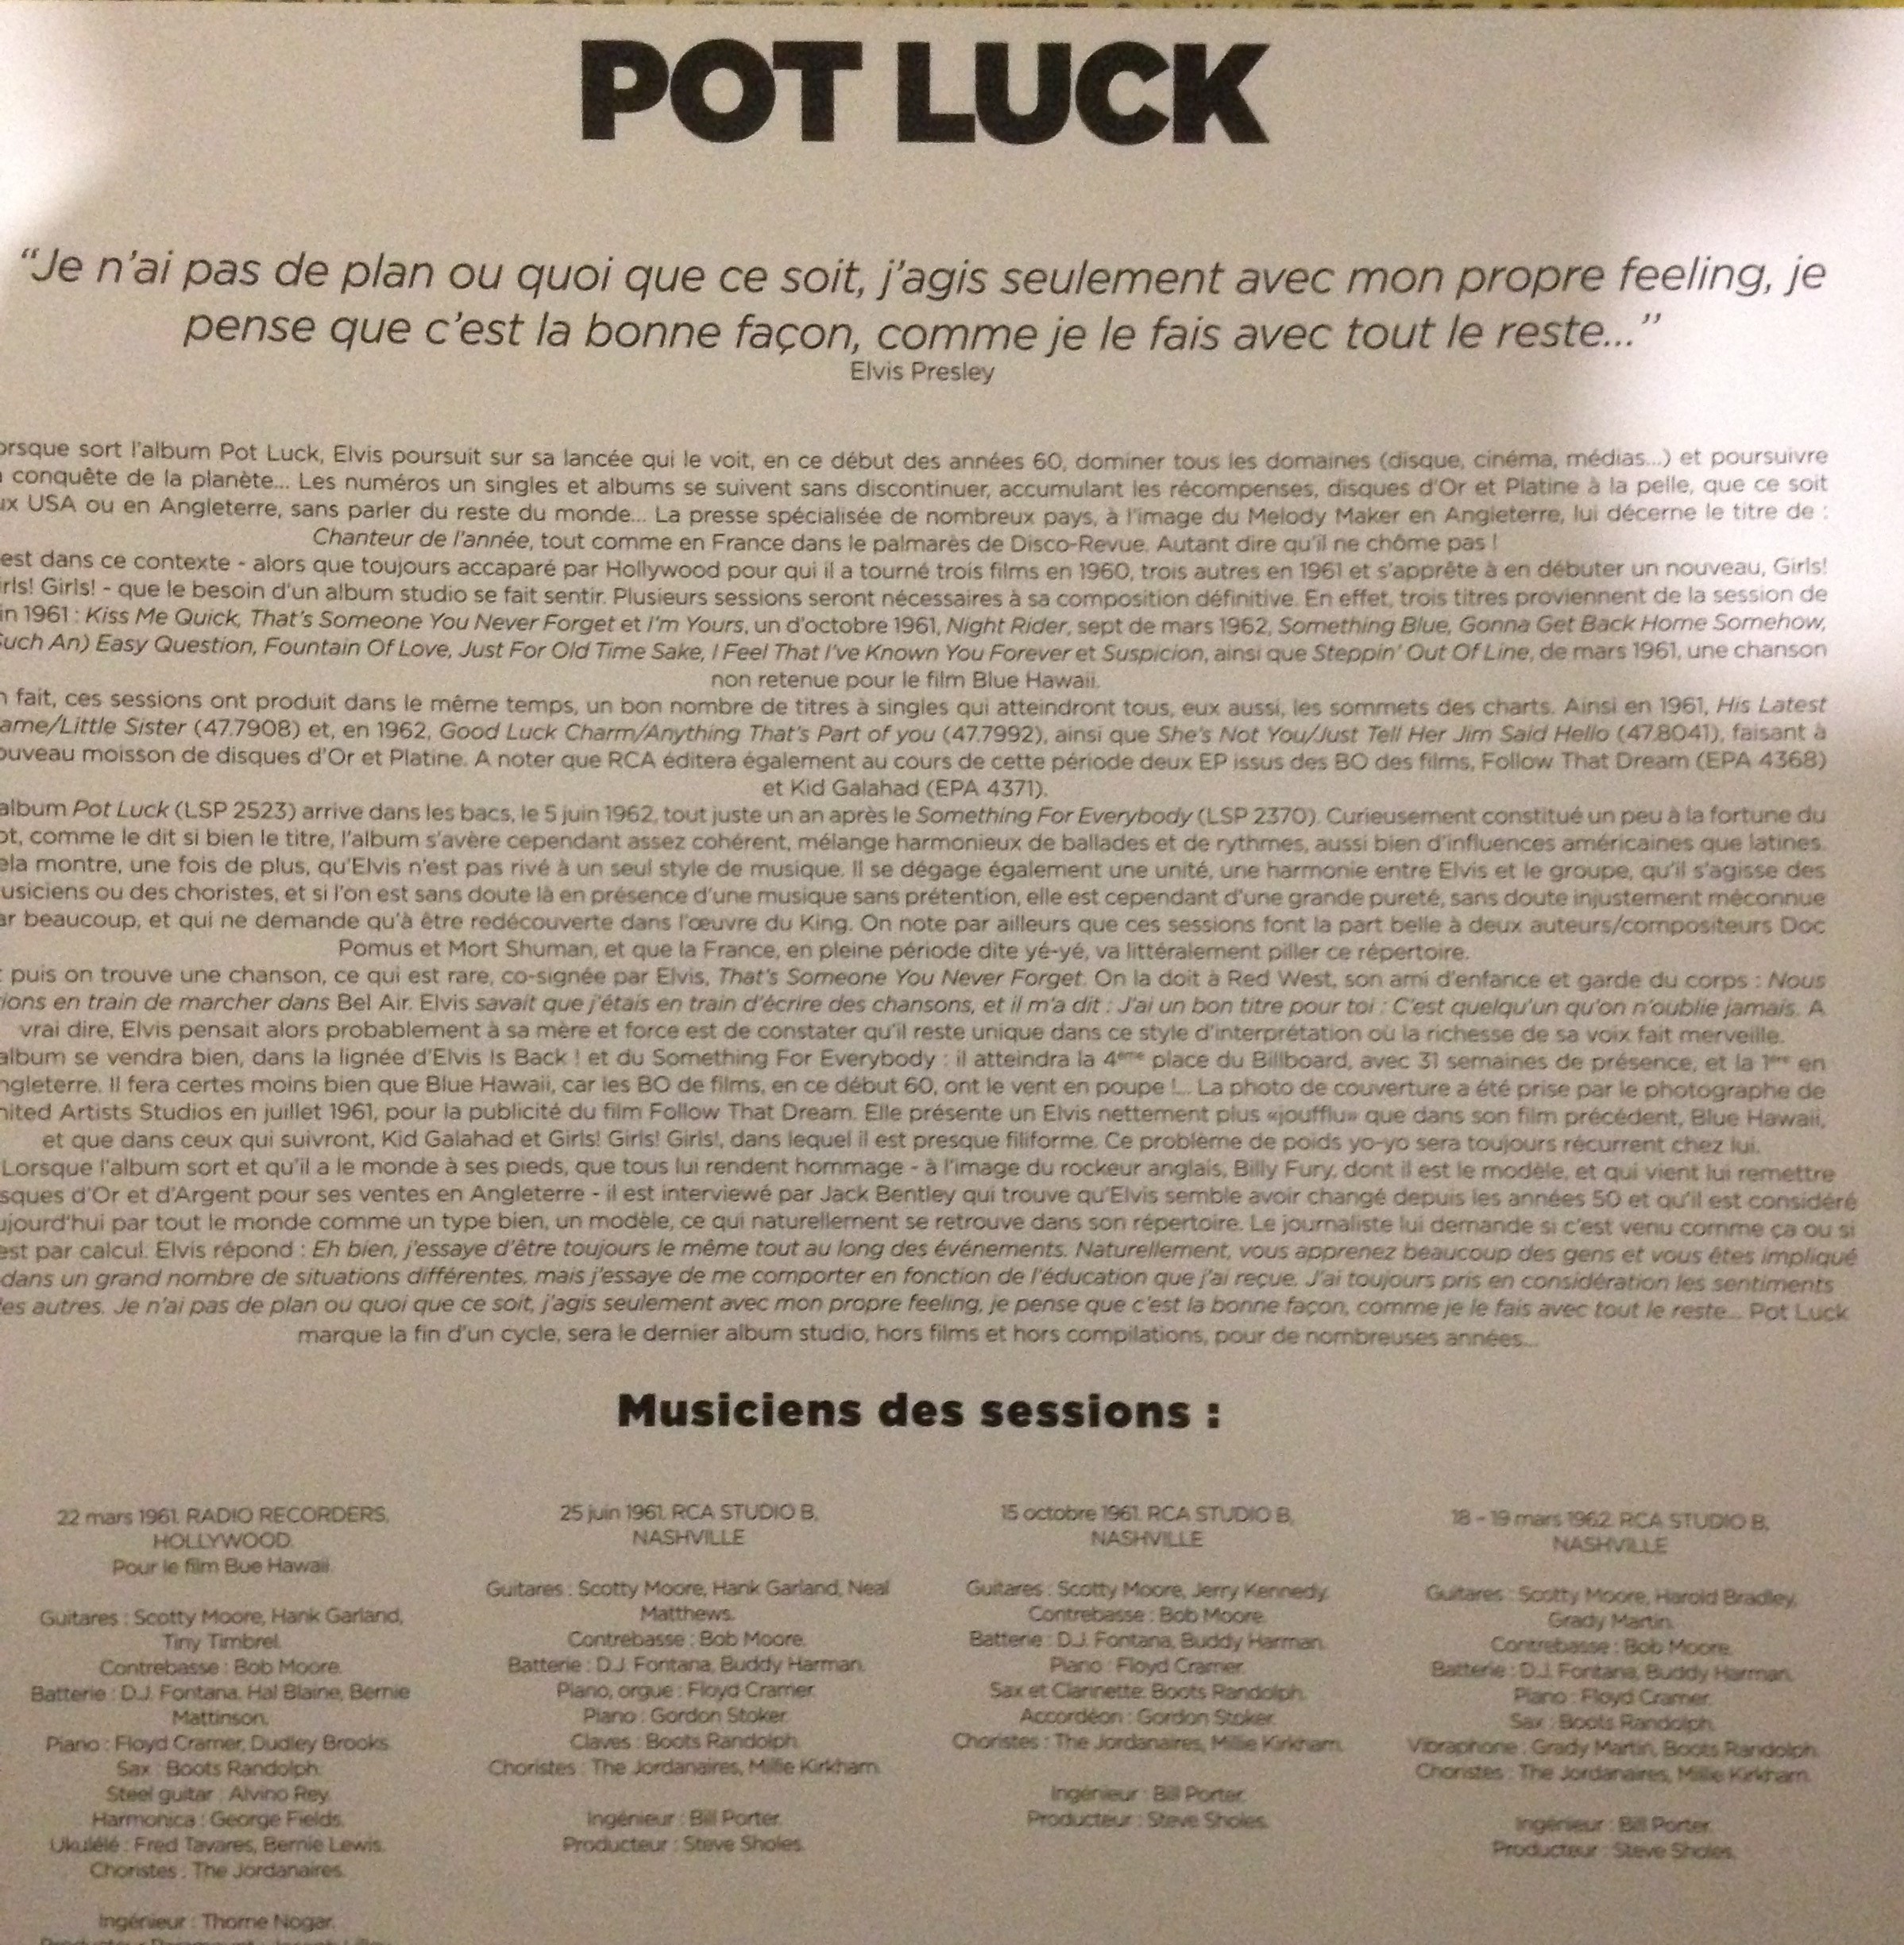 POT LUCK
“Je n’ai pas de plan ou quoi que ce soit, j’agis seulement avec mon propre feeling, je
pense que c’est la bonne façon, comme je le fais avec tout le reste...”
Elvis Presley
orsque sort l’album Pot Luck, Elvis poursuit sur sa lancée qui le voit, en ce début des années 60, dominer tous les domaines (disque, cinéma, médias...) et poursuivre
conquête de la planète... Les numéros un singles et albums se suivent sans discontinuer, accumulant les récompenses, disques d’Or et Platine à la pelle, que ce soit
ux USA ou en Angleterre, sans parler du reste du monde... La presse spécialisée de nombreux pays, à l’image du Melody Maker en Angleterre, lui décerne le titre de :
Chanteur de l’année, tout comme en France dans le palmarès de Disco-Revue. Autant dire qu’il ne chôme pas !
est dans ce contexte - alors que toujours accaparé par Hollywood pour qui il a tourné trois films en 1960, trois autres en 1961 et s’apprête à en débuter un nouveau, Girls!
irls! Girls! - que le besoin d’un album studio se fait sentir. Plusieurs sessions seront nécessaires à sa composition définitive. En effet, trois titres proviennent de la session de
in 1961 : Kiss Me Quick, That’s Someone You Never Forget et I’m Yours, un d’octobre 1961, Night Rider, sept de mars 1962, Something Blue, Gonna Get Back Home Somehow,
uch An) Easy Question, Fountain Of Love, Just For Old Time Sake, I Feel That I’ve Known You Forever et Suspicion, ainsi que Steppin’ Out Of Line, de mars 1961, une chanson
non retenue pour le film Blue Hawaii.
n fait, ces sessions ont produit dans le même temps, un bon nombre de titres à singles qui atteindront tous, eux aussi, les sommets des charts. Ainsi en 1961, His Latest
ame/Little Sister (47.7908) et, en 1962, Good Luck Charm/Anything That’s Part of you (47.7992), ainsi que She’s Not You/Just Tell Her Jim Said Hello (47.8041), faisant à
ouveau moisson de disques d’Or et Platine. A noter que RCA éditera également au cours de cette période deux EP issus des BO des films, Follow That Dream (EPA 4368)
et Kid Galahad (EPA 4371).
album Pot Luck (LSP 2523) arrive dans les bacs, le 5 juin 1962, tout juste un an après le Something For Everybody (LSP 2370). Curieusement constitué un peu à la fortune du
ot, comme le dit si bien le titre, l’album s’avère cependant assez cohérent, mélange harmonieux de ballades et de rythmes, aussi bien d’influences américaines que latines.
ela montre, une fois de plus, qu’Elvis n’est pas rivé à un seul style de musique. Il se dégage également une unité, une harmonie entre Elvis et le groupe, qu’il s’agisse des
usiciens ou des choristes, et si l’on est sans doute là en présence d’une musique sans prétention, elle est cependant d’une grande pureté, sans doute injustement méconnue
ar beaucoup, et qui ne demande qu’à être redécouverte dans l’œuvre du King. On note par ailleurs que ces sessions font la part belle à deux auteurs/compositeurs Doc
Pomus et Mort Shuman, et que la France, en pleine période dite yé-yé, va littéralement piller ce répertoire.
puis on trouve une chanson, ce qui est rare, co-signée par Elvis, That’s Someone You Never Forget. On la doit à Red West, son ami d’enfance et garde du corps : Nous
ions en train de marcher dans Bel Air. Elvis savait que j’étais en train d’écrire des chansons, et il m’a dit : J’ai un bon titre pour toi : C’est quelqu’un qu’on n’oublie jamais. A
vrai dire, Elvis pensait alors probablement à sa mère et force est de constater qu’il reste unique dans ce style d’interprétation où la richesse de sa voix fait merveille.
album se vendra bien, dans la lignée d’Elvis Is Back ! et du Something For Everybody : il atteindra la 4ème place du Billboard, avec 31 semaines de présence, et la 1ère en
ngleterre. Il fera certes moins bien que Blue Hawaii, car les BO de films, en ce début 60, ont le vent en poupe !... La photo de couverture a été prise par le photographe de
nited Artists Studios en juillet 1961, pour la publicité du film Follow That Dream. Elle présente un Elvis nettement plus «joufflu» que dans son film précédent, Blue Hawaii,
et que dans ceux qui suivront, Kid Galahad et Girls! Girls! Girls!, dans lequel il est presque filiforme. Ce problème de poids yo-yo sera toujours récurrent chez lui.
Lorsque l’album sort et qu’il a le monde à ses pieds, que tous lui rendent hommage - à l’image du rockeur anglais, Billy Fury, dont il est le modèle, et qui vient lui remettre
sques d’Or et d’Argent pour ses ventes en Angleterre - il est interviewé par Jack Bentley qui trouve qu’Elvis semble avoir changé depuis les années 50 et qu’il est considéré
ujourd’hui par tout le monde comme un type bien, un modèle, ce qui naturellement se retrouve dans son répertoire. Le journaliste lui demande si c’est venu comme ça ou si
est par calcul. Elvis répond : Eh bien, j’essaye d’être toujours le même tout au long des événements. Naturellement, vous apprenez beaucoup des gens et vous êtes impliqué
dans un grand nombre de situations différentes, mais j’essaye de me comporter en fonction de l’éducation que j’ai reçue. J’ai toujours pris en considération les sentiments
les autres. Je n’ai pas de plan ou quoi que ce soit, j’agis seulement avec mon propre feeling, je pense que c’est la bonne façon, comme je le fais avec tout le reste... Pot Luck
marque la fin d’un cycle, sera le dernier album studio, hors films et hors compilations, pour de nombreuses années...
Musiciens des sessions :
22 mars 1961. RADIO RECORDERS,
HOLLYWOOD.
Pour le film Bue Hawaii.
Guitares : Scotty Moore, Hank Garland,
Tiny Timbrel.
Contrebasse : Bob Moore.
Batterie : D.J. Fontana, Hal Blaine, Bernie
Mattinson.
Piano : Floyd Cramer, Dudley Brooks.
Sax : Boots Randolph.
Steel guitar : Alvino Rey.
Harmonica : George Fields.
Ukulélé : Fred Tavares, Bernie Lewis.
Choristes : The Jordanaires.
Ingénieur : Thorne Nogar.
25 juin 1961. RCA STUDIO B,
NASHVILLE
Guitares : Scotty Moore, Hank Garland, Neal
Matthews.
Contrebasse : Bob Moore.
Batterie : D.J. Fontana, Buddy Harman.
Piano, orgue : Floyd Cramer.
Piano : Gordon Stoker.
Claves : Boots Randolph.
Choristes : The Jordanaires, Millie Kirkham.
Ingénieur : Bill Porter.
Producteur : Steve Sholes.
15 octobre 1961. RCA STUDIO B,
NASHVILLE
Guitares : Scotty Moore, Jerry Kennedy.
Contrebasse : Bob Moore.
Batterie : D.J. Fontana, Buddy Harman.
Piano : Floyd Cramer.
Sax et Clarinette: Boots Randolph.
Accordéon : Gordon Stoker.
Choristes : The Jordanaires, Millie Kirkham.
Ingénieur : Bill Porter.
Producteur : Steve Sholes.
18 - 19 mars 1962. RCA STUDIO B,
NASHVILLE
Guitares : Scotty Moore, Harold Bradley,
Grady Martin.
Contrebasse : Bob Moore.
Batterie : D.J. Fontana, Buddy Harman.
Piano : Floyd Cramer.
Sax : Boots Randolph.
Vibraphone : Grady Martin, Boots Randolph.
Choristes : The Jordanaires, Millie Kirkham.
Ingénieur : Bill Porter.
Producteur : Steve Sholes.